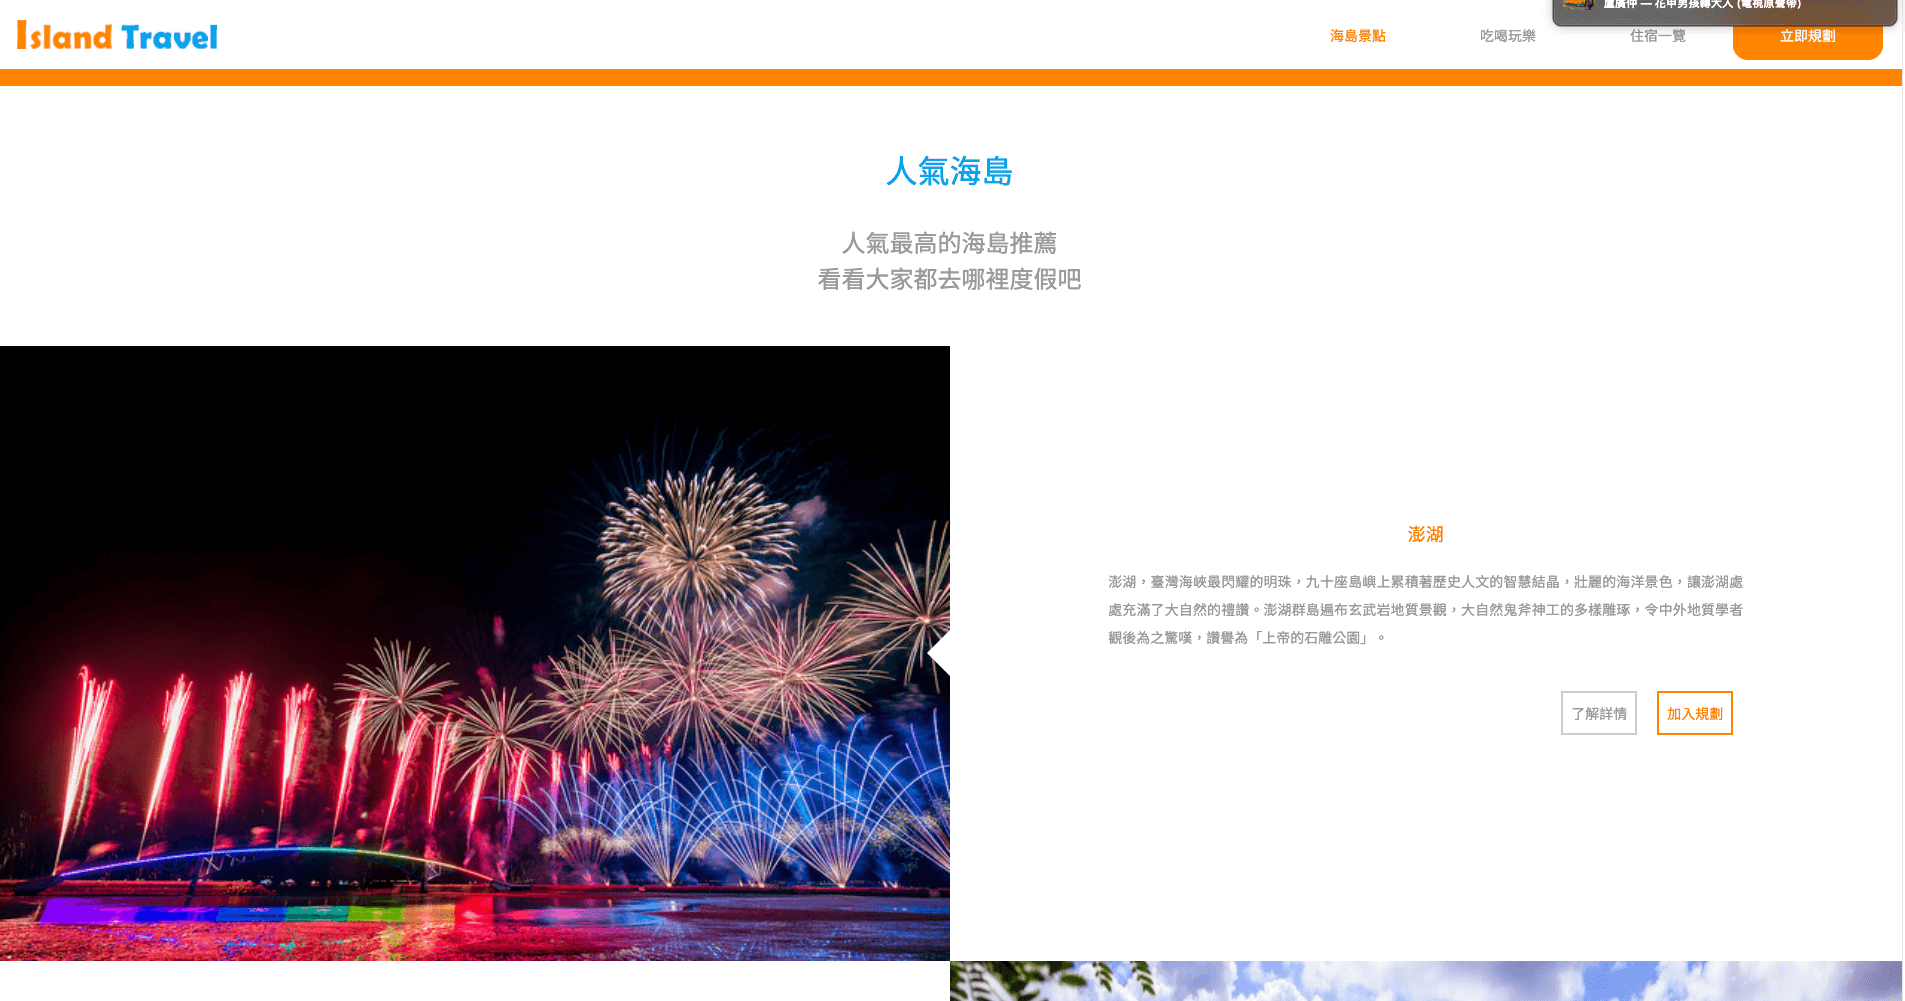 盧廣仲 — 花甲男孩轉大人 (電視原聲帶)
Island Travel
海島景點
吃喝玩樂
住宿一覽
立即規劃
人氣海島
人氣最高的海島推薦
看看大家都去哪裡度假吧
澎湖
澎湖，臺灣海峽最閃耀的明珠，九十座島嶼上累積著歷史人文的智慧結晶，壯麗的海洋景色，讓澎湖處
處充滿了大自然的禮讚。澎湖群島遍布玄武岩地質景觀，大自然鬼斧神工的多樣雕琢，令中外地質學者
觀後為之驚嘆，讚譽為「上帝的石雕公園」。
了解詳情
加入規劃